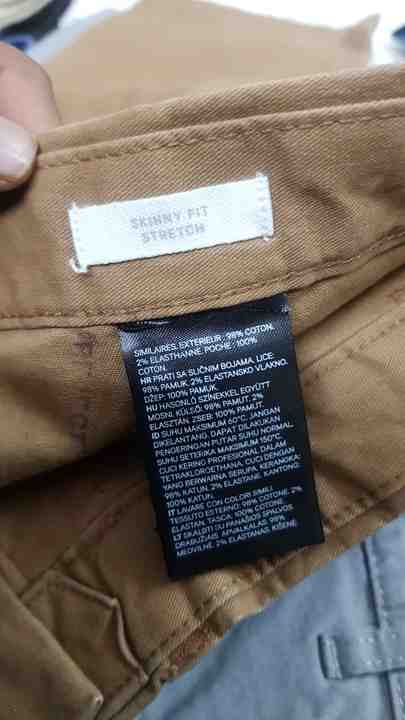 SKINNY FIT
STRETCH
SIMILAIRES. EXTÉRIEUR : 98% COTON.
2% ELASTHANNE. POCHE : 100%
COTON.
HR PRATI SA SLIČNIM BOJAMA. LICE:
98% PAMUK. 2% ELASTANSKO VLAKNO.
DŽEP: 100% PAMUK.
HU HASONLÓ SZÍNEKKEL EGYÜTT
MOSNI. KÜLSŐ: 98% PAMUT. 2%
ELASZTÁN. ZSEB: 100% PAMUT.
ID SUHU MAKSIMUM 60°C. JANGAN
DIKELANTANG. DAPAT DILAKUKAN
PENGERINGAN PUTAR SUHU NORMAL.
SUHU SETERIKA MAKSIMUM 150°C.
CUCI KERING PROFESIONAL DALAM
TETRAKLOROETHANA. CUCI DENGAN
YANG BERWARNA SERUPA. KERANGKA:
98% KATUN. 2% ELASTANE. KANTONG:
100% KATUN.
IT LAVARE CON COLORI SIMILI.
TESSUTO ESTERNO: 98% COTONE. 2%
ELASTAN. TASCA: 100% COTONE.
LT SKALBTI SU PANAŠIOS SPALVOS
DRABUŽIAIS. APVALKALAS: 98%
MEDVILNĖ. 2% ELASTANAS. KIŠENĖ